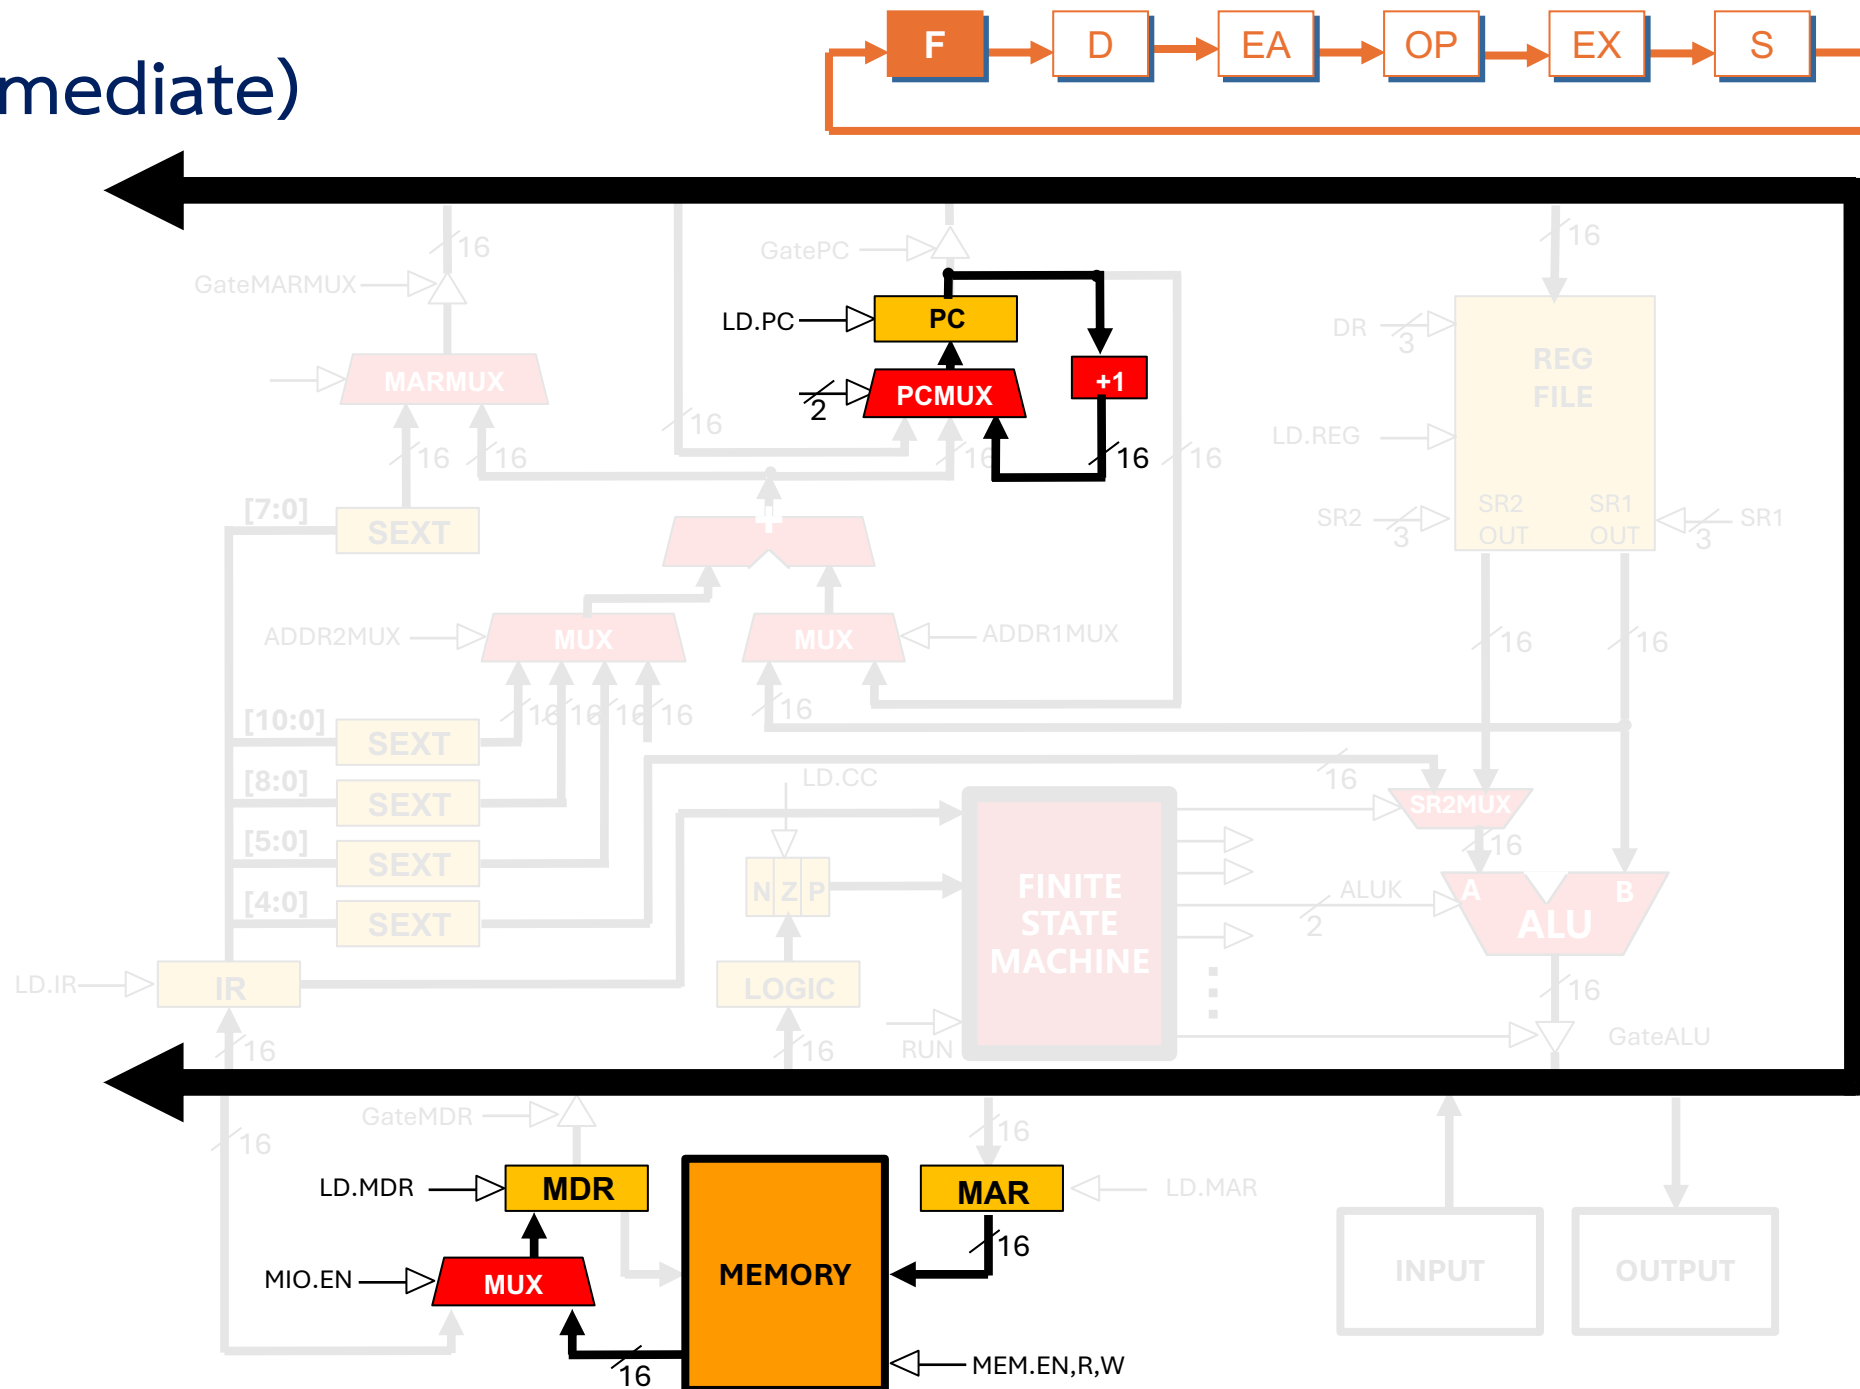 mediate)
F D EA OP EX S
16
GatePC
16
GateMARMUX
LD.PC
PC
DR
3
REG
FILE
MARMUX
2
PCMUX
+1
16
LD.REG
16
16
16
16
16
[7:0]
SEXT
+
SR2
3
SR2
OUT
SR1
OUT
3
SR1
ADDR2MUX
MUX
MUX
ADDR1MUX
16
16
[10:0]
SEXT
16
16
16
16
16
[8:0]
SEXT
LD.CC
16
SR2MUX
[5:0]
SEXT
16
N Z P
FINITE
STATE
MACHINE
ALUK
2
A
B
ALU
[4:0]
SEXT
LD.IR
IR
LOGIC
16
16
16
RUN
GateALU
GateMDR
16
16
LD.MDR
MDR
MEMORY
MAR
LD.MAR
16
MIO.EN
MUX
INPUT
OUTPUT
16
MEM.EN,R,W